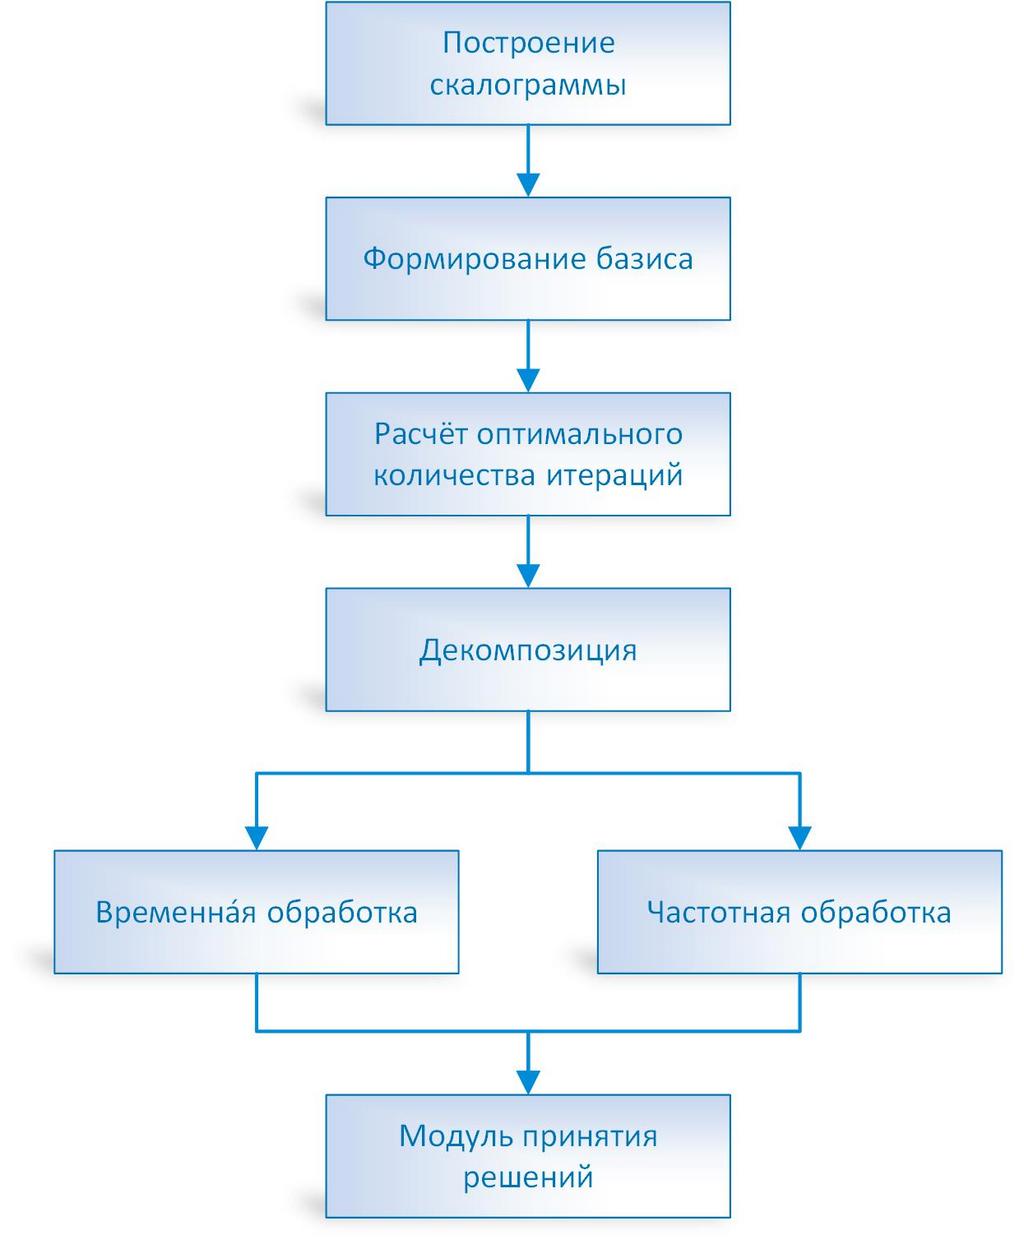 Построение
скалограммы
Формирование базиса
Расчёт оптимального
количества итераций
Декомпозиция
Временна́я обработка
Частотная обработка
Модуль принятия
решений